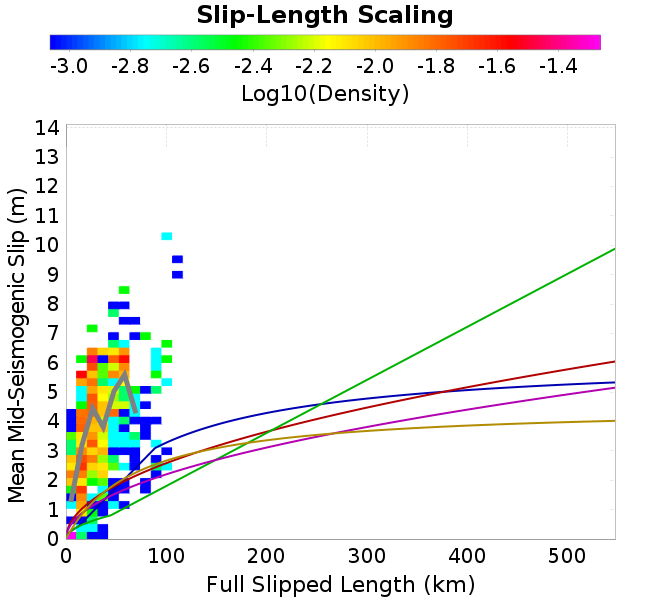 Slip-Length Scaling
-3.0 -2.8 -2.6 -2.4 -2.2 -2.0 -1.8 -1.6 -1.4
Log10(Density)
14
13
12
11
10
9
8
7
6
5
4
3
2
1
0
Mean Mid-Seismogenic Slip (m)
0 100 200 300 400 500
Full Slipped Length (km)